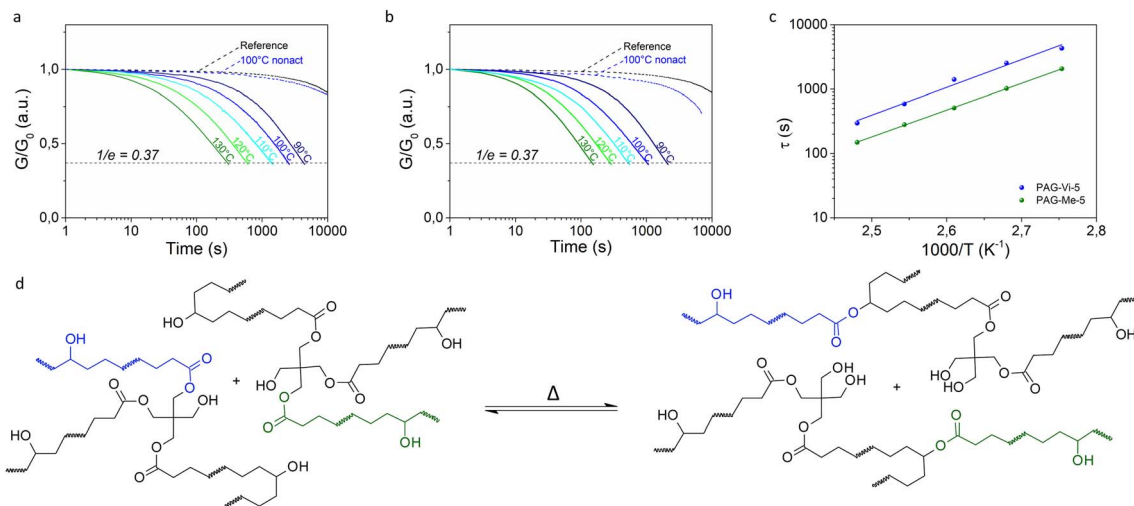 a
G/G0 (a.u.)
1,0
0,5
0,0
Reference
100°C nonact
1/e = 0.37
130°C
120°C
110°C
100°C
90°C
1
10
100
1000
10000
Time (s)
b
G/G0 (a.u.)
1,0
0,5
0,0
Reference
100°C nonact
1/e = 0.37
130°C
120°C
110°C
100°C
90°C
1
10
100
1000
10000
Time (s)
c
τ (s)
10000
1000
100
10
PAG-Vi-5
PAG-Me-5
2,5
2,6
2,7
2,8
1000/T (K⁻¹)
d
HO
O
O
OH
OH
O
O
+
HO
O
O
O
O
OH
O
O
HO
O
O
OH
O
OH
Δ
OH
O
O
O
O
OH
HO
HO
O
O
O
O
OH
HO
OH
+
O
O
O
O
OH